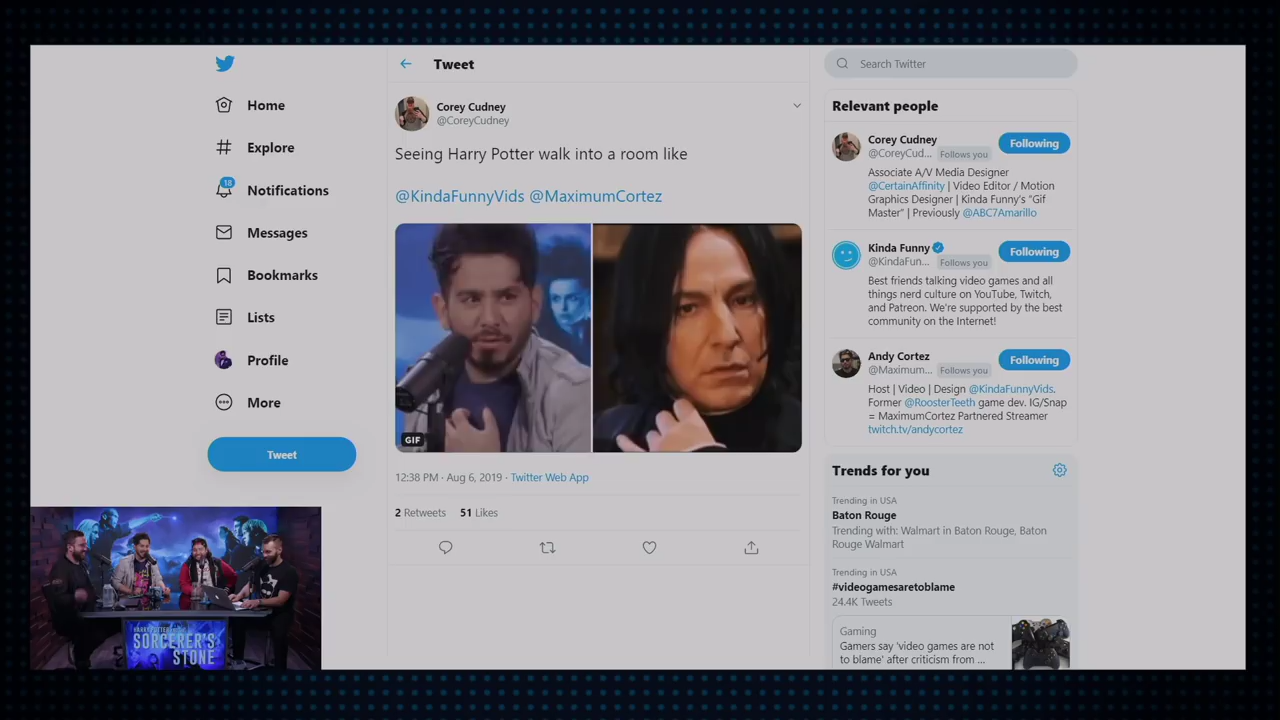 Home
Explore
18
Notifications
Messages
Bookmarks
Lists
Profile
More
Tweet
Tweet
Corey Cudney
@CoreyCudney
Seeing Harry Potter walk into a room like
@KindaFunnyVids @MaximumCortez
GIF
12:38 PM · Aug 6, 2019 · Twitter Web App
2 Retweets 51 Likes
Search Twitter
Relevant people
Corey Cudney
@CoreyCud... Follows you
Following
Associate A/V Media Designer
@CertainAffinity | Video Editor / Motion
Graphics Designer | Kinda Funny's "Gif
Master" | Previously @ABC7Amarillo
Kinda Funny
@KindaFun... Follows you
Following
Best friends talking video games and all
things nerd culture on YouTube, Twitch,
and Patreon. We're supported by the best
community on the Internet!
Andy Cortez
@Maximum... Follows you
Following
Host | Video | Design @KindaFunnyVids.
Former @RoosterTeeth game dev. IG/Snap
= MaximumCortez Partnered Streamer
twitch.tv/andycortez
Trends for you
Trending in USA
Baton Rouge
Trending with: Walmart in Baton Rouge, Baton
Rouge Walmart
Trending in USA
#videogamesaretoblame
24.4K Tweets
Gaming
Gamers say 'video games are not
to blame' after criticism from ...
HARRY POTTER
SORCERER'S
STONE